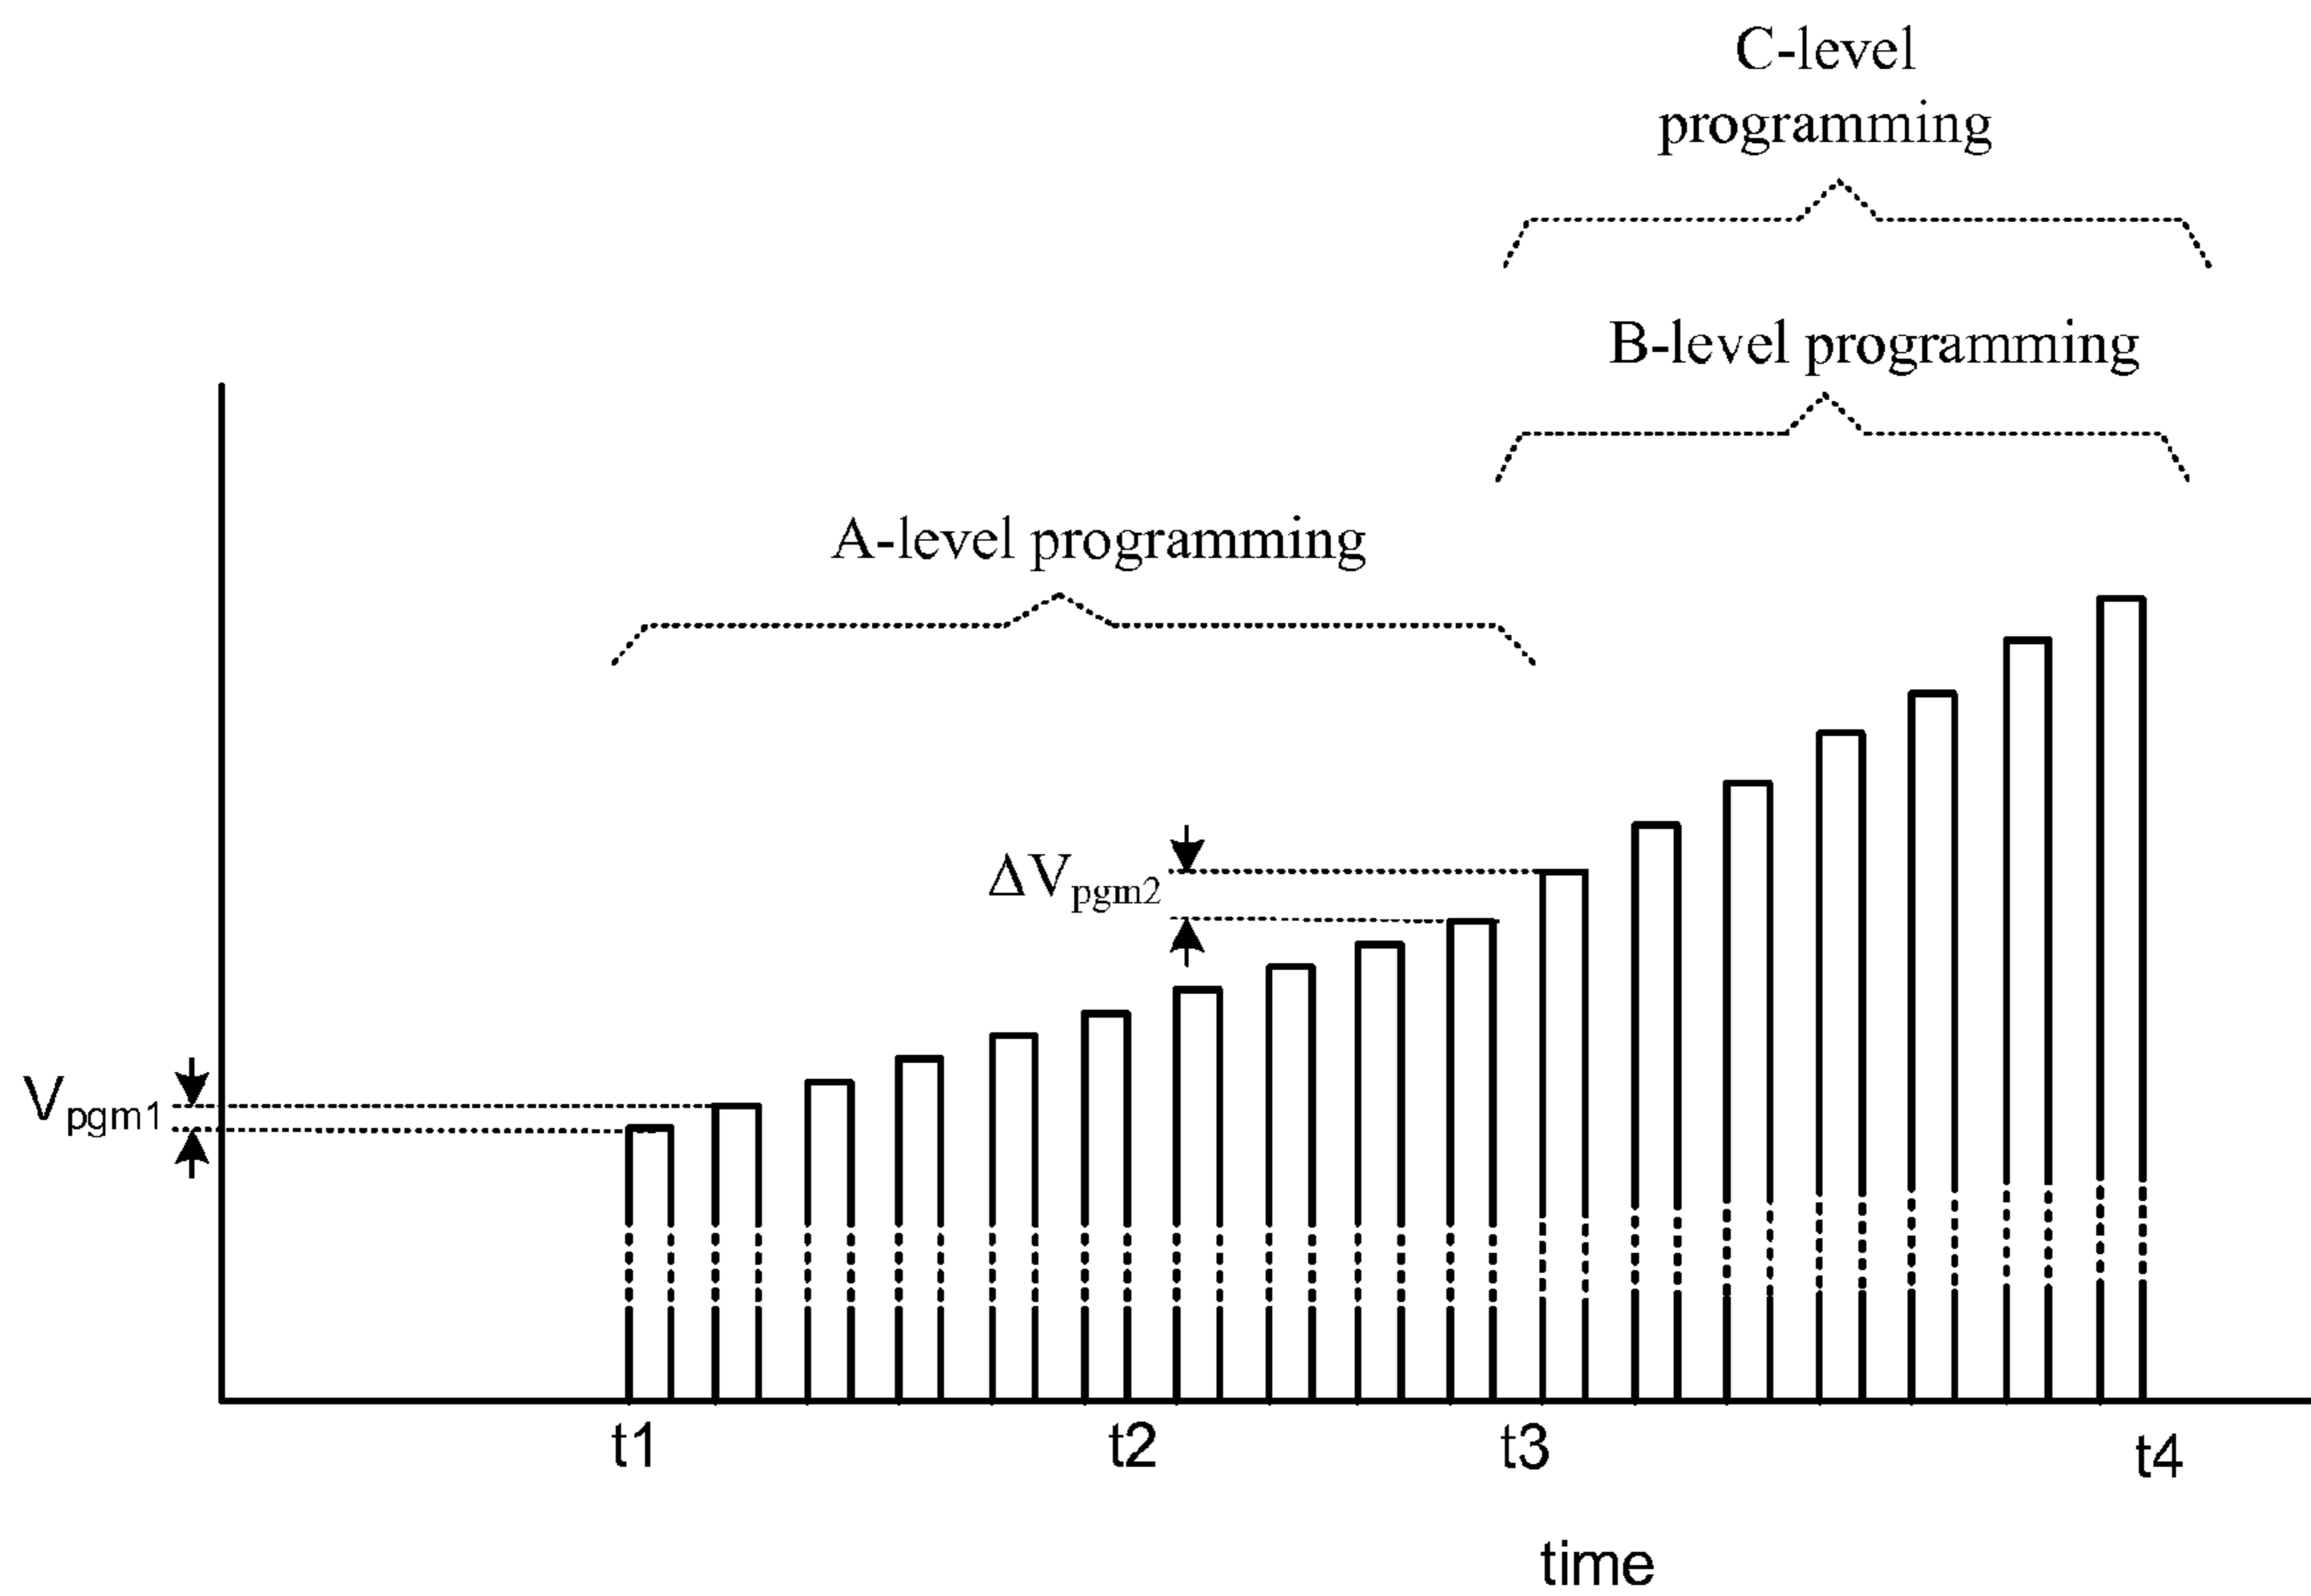 C-level
programming
B-level programming
A-level programming
ΔVpgm2
Vpgm1
t1 t2 t3 t4
time